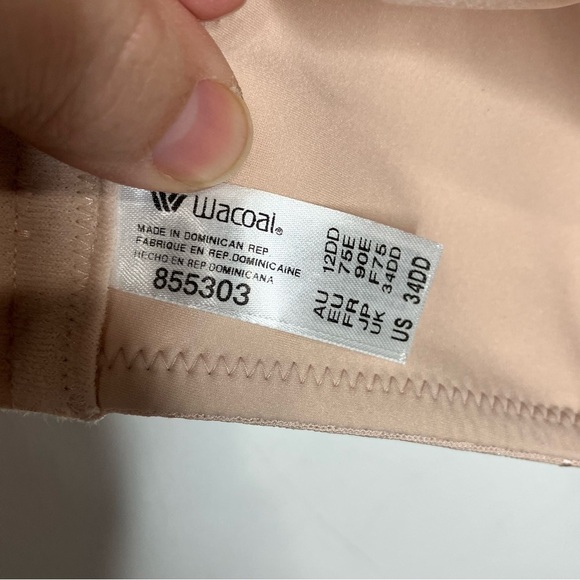 Wacoal®
MADE IN DOMINICAN REP.
FABRIQUE EN REP.DOMINICAINE
HECHO EN REP.DOMINICANA
855303
AU 12DD
EU 75E
FR 90E
JP F75
UK 34DD
US 34DD